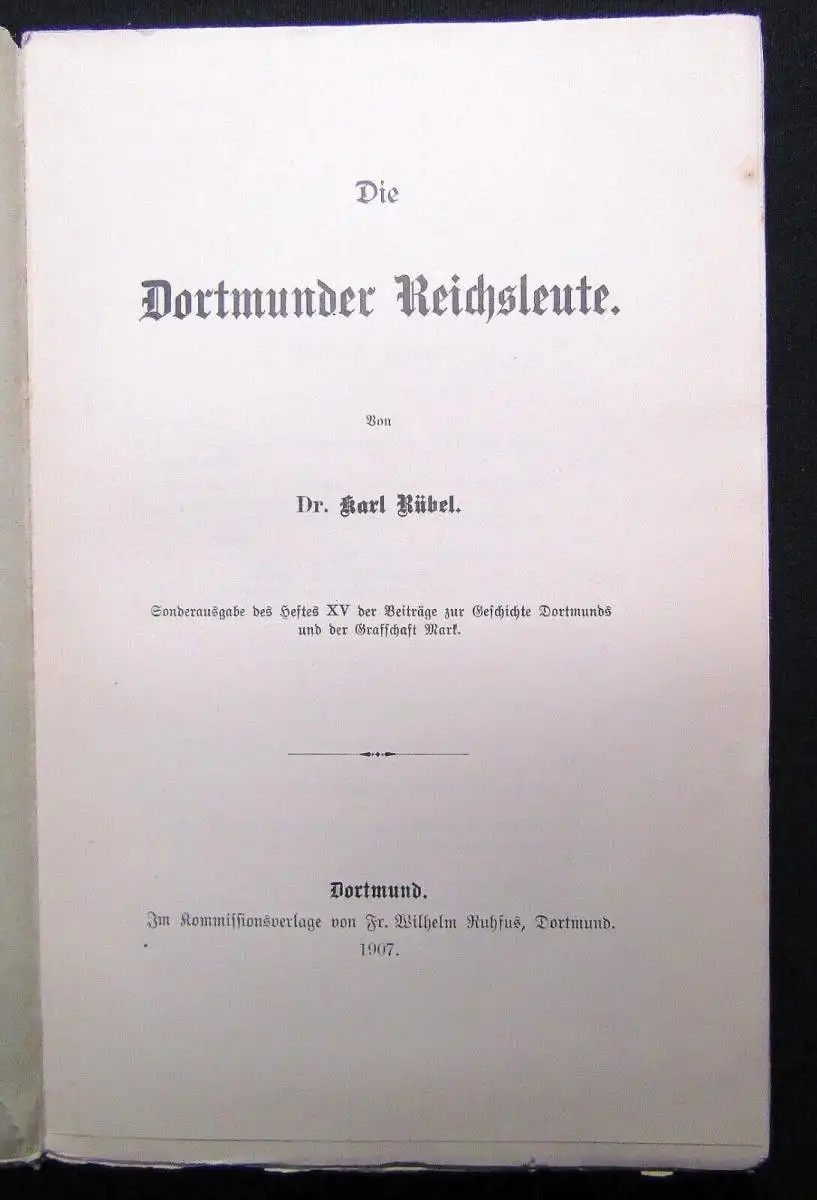 Die
Dortmunder Reichsleute.
Von
Dr. Karl Rübel.
Sonderausgabe des Heftes XV der Beiträge zur Geschichte Dortmunds
und der Grafschaft Mark.
Dortmund.
Im Kommissionsverlage von Fr. Wilhelm Ruhfus, Dortmund.
1907.